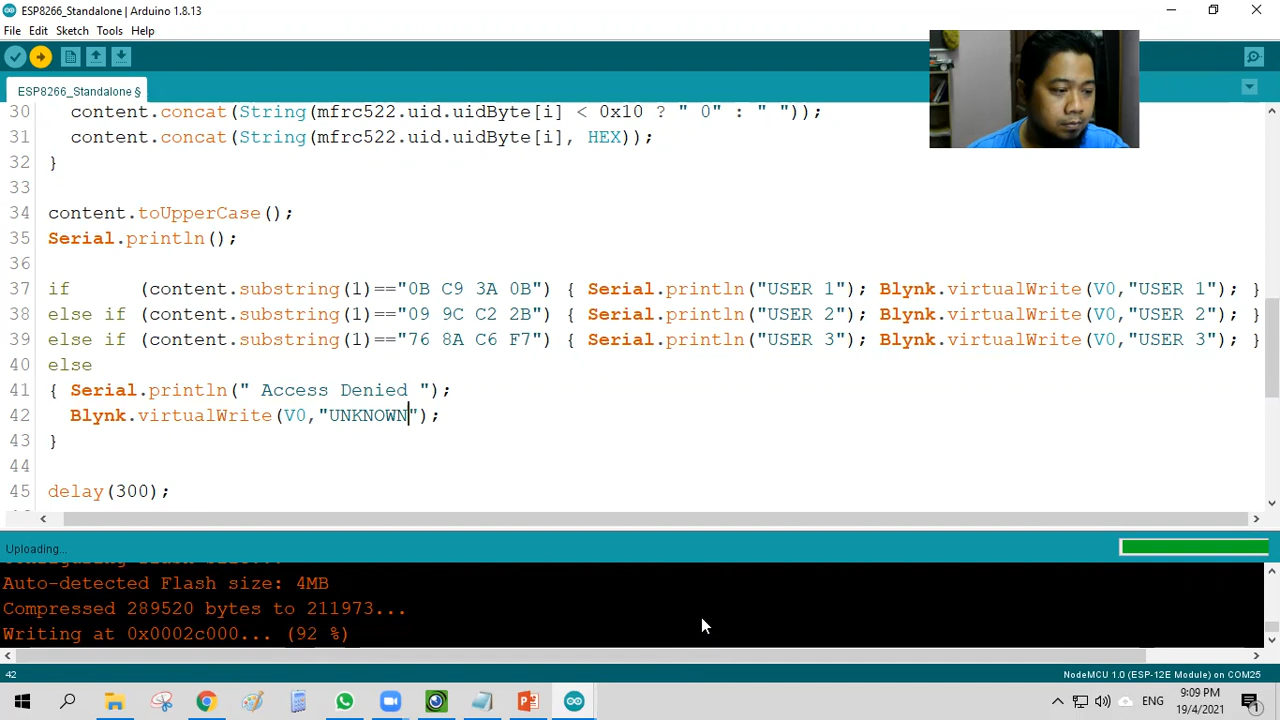 ESP8266_Standalone | Arduino 1.8.13
File Edit Sketch Tools Help
ESP8266_Standalone §
30 content.concat(String(mfrc522.uid.uidByte[i] < 0x10 ? " 0" : " "));
31 content.concat(String(mfrc522.uid.uidByte[i], HEX));
32 }
33
34 content.toUpperCase();
35 Serial.println();
36
37 if (content.substring(1)=="0B C9 3A 0B") { Serial.println("USER 1"); Blynk.virtualWrite(V0,"USER 1"); }
38 else if (content.substring(1)=="09 9C C2 2B") { Serial.println("USER 2"); Blynk.virtualWrite(V0,"USER 2"); }
39 else if (content.substring(1)=="76 8A C6 F7") { Serial.println("USER 3"); Blynk.virtualWrite(V0,"USER 3"); }
40 else
41 { Serial.println(" Access Denied ");
42 Blynk.virtualWrite(V0,"UNKNOWN");
43 }
44
45 delay(300);
Uploading...
Auto-detected Flash size: 4MB
Compressed 289520 bytes to 211973...
Writing at 0x0002c000... (92 %)
42 NodeMCU 1.0 (ESP-12E Module) on COM25
ENG 9:09 PM
19/4/2021